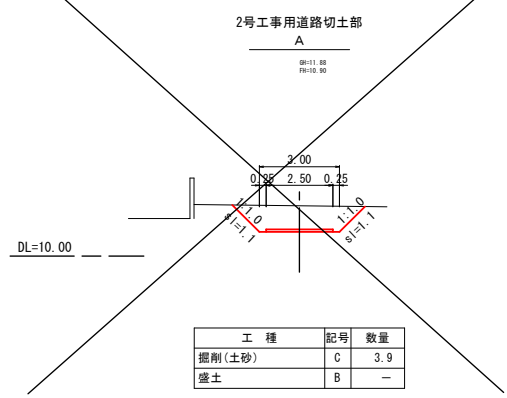 2号工事用道路切土部
A
GH=11.88
FH=10.90
3.00
0.25 2.50 0.25
1:1.0 1:1.0
sl=1.1 sl=1.1
DL=10.00
工 種 記号 数量
掘削(土砂) C 3.9
盛土 B －